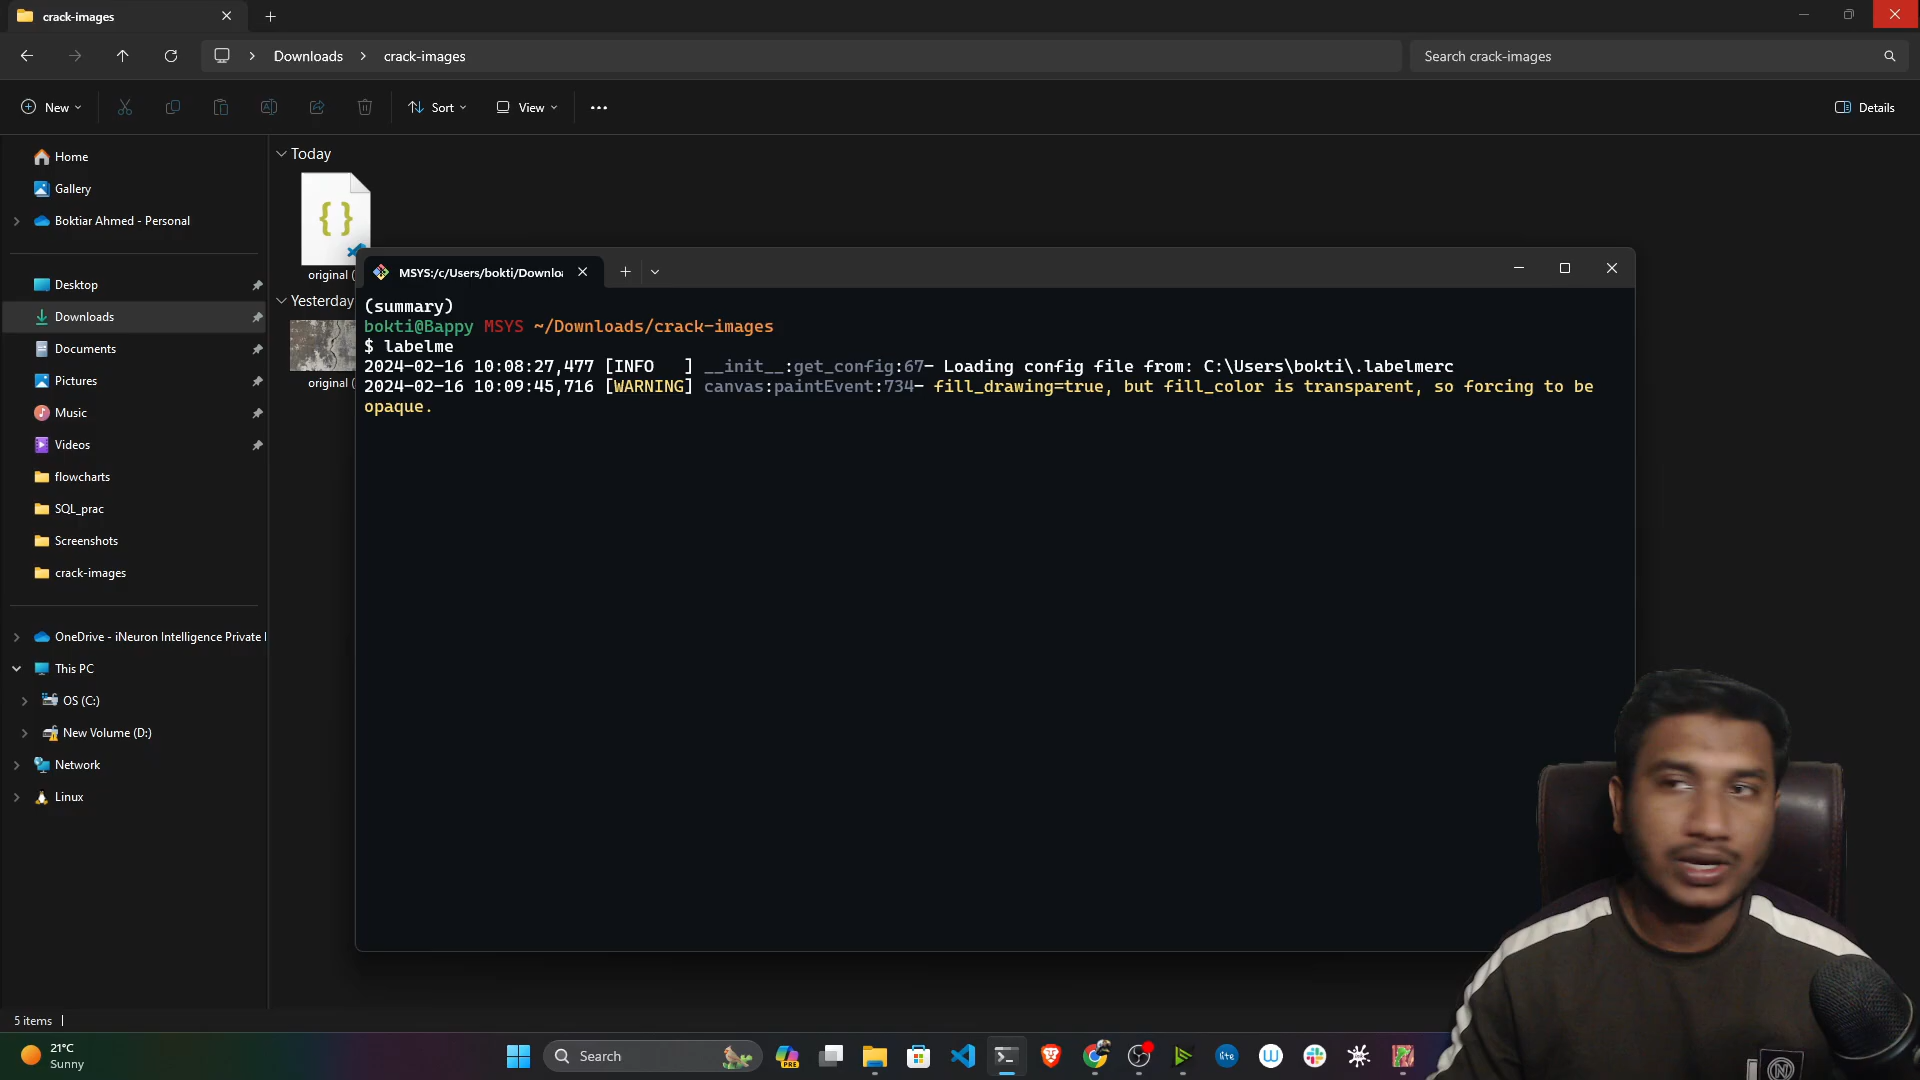 crack-images
Downloads
crack-images
Search crack-images
New
Sort
View
Details
Home
Gallery
Boktiar Ahmed - Personal
Desktop
Downloads
Documents
Pictures
Music
Videos
flowcharts
SQL_prac
Screenshots
crack-images
OneDrive - iNeuron Intelligence Private
This PC
OS (C:)
New Volume (D:)
Network
Linux
Today
original (
Yesterday
original (
MSYS:/c/Users/bokti/Downlo
(summary)
bokti@Bappy MSYS ~/Downloads/crack-images
$ labelme
2024-02-16 10:08:27,477 [INFO   ] __init__:get_config:67- Loading config file from: C:\Users\bokti\.labelmerc
2024-02-16 10:09:45,716 [WARNING] canvas:paintEvent:734- fill_drawing=true, but fill_color is transparent, so forcing to be
opaque.
5 items
21°C
Sunny
Search
PRE
lite